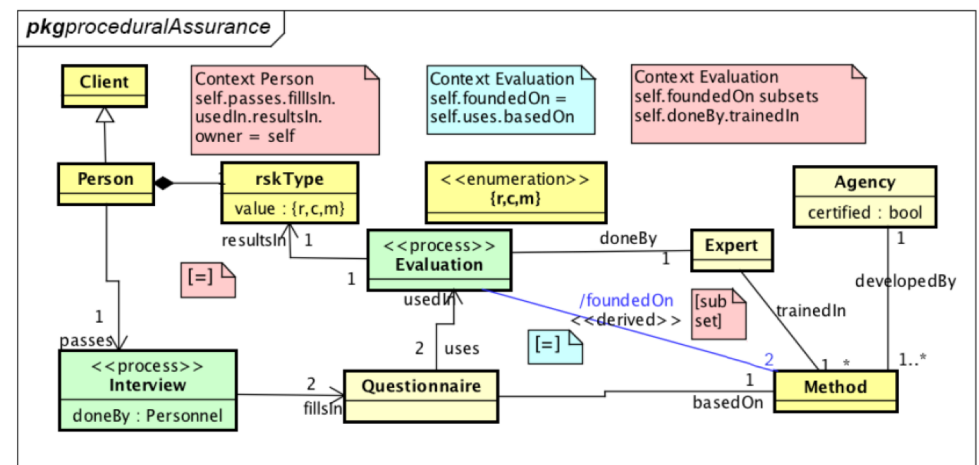 pkgproceduralAssurance
Client
Context Person
self.passes.filllsIn.
usedIn.resultsIn.
owner = self
Context Evaluation
self.foundedOn =
self.uses.basedOn
Context Evaluation
self.foundedOn subsets
self.doneBy.trainedIn
Person
1
rskType
value : {r,c,m}
<<enumeration>>
{r,c,m}
Agency
certified : bool
resultsIn
1
<<process>>
Evaluation
1
doneBy
1
Expert
1
developedBy
[=]
usedIn
/foundedOn
<<derived>>
[sub
set]
trainedIn
1
passes
2
uses
[=]
2
1..*
1..*
<<process>>
Interview
doneBy : Personnel
2
fillsIn
Questionnaire
1
basedOn
Method